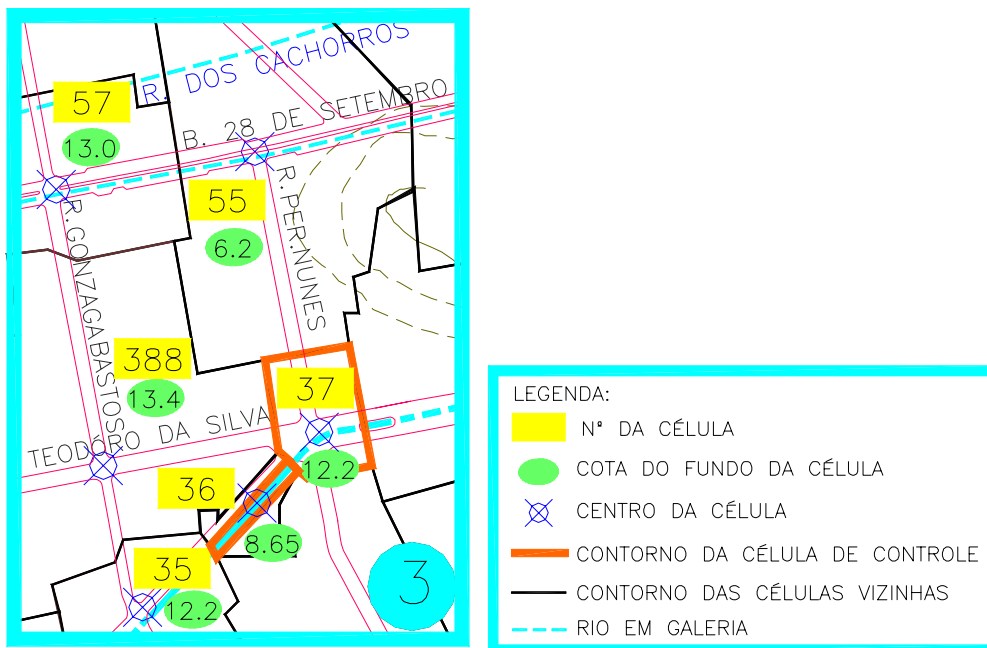 R. DOS CACHORROS
57
13.0
B. 28 DE SETEMBRO
55
6.2
R.GONZAGABASTOS
R.PER.NUNES
388
13.4
37
TEODORO DA SILVA
12.2
36
8.65
35
12.2
3
LEGENDA:
Nº DA CÉLULA
COTA DO FUNDO DA CÉLULA
CENTRO DA CÉLULA
CONTORNO DA CÉLULA DE CONTROLE
CONTORNO DAS CÉLULAS VIZINHAS
RIO EM GALERIA